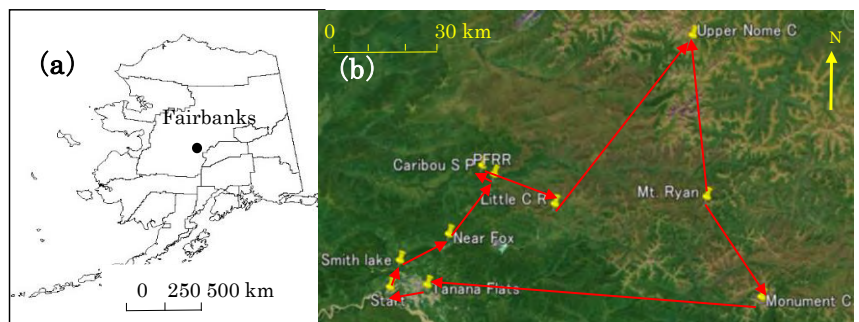 (a)
Fairbanks
0 250 500 km
0 30 km
(b)
N
Upper Nome C
Caribou S P
PFRR
Little C R
Mt. Ryan
Near Fox
Smith lake
Start
Tanana Flats
Monument C